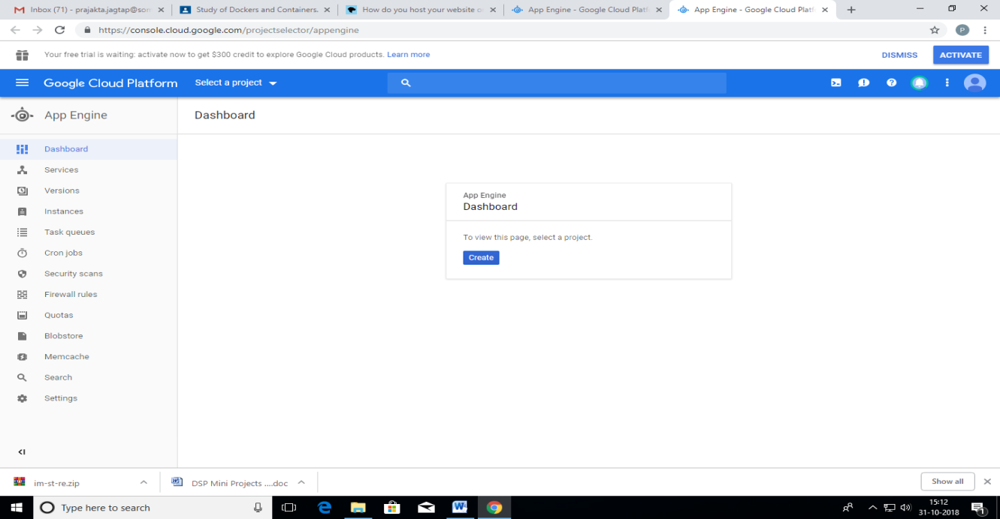 Inbox (71) - prajakta.jagtap@som
Study of Dockers and Containers.
How do you host your website o
App Engine - Google Cloud Platf
App Engine - Google Cloud Platf
https://console.cloud.google.com/projectselector/appengine
P
Your free trial is waiting: activate now to get $300 credit to explore Google Cloud products. Learn more
DISMISS
ACTIVATE
Google Cloud Platform
Select a project
App Engine
Dashboard
Dashboard
Services
Versions
Instances
Task queues
Cron jobs
Security scans
Firewall rules
Quotas
Blobstore
Memcache
Search
Settings
App Engine
Dashboard
To view this page, select a project.
Create
im-st-re.zip
DSP Mini Projects ....doc
Show all
Type here to search
15:12
31-10-2018
1